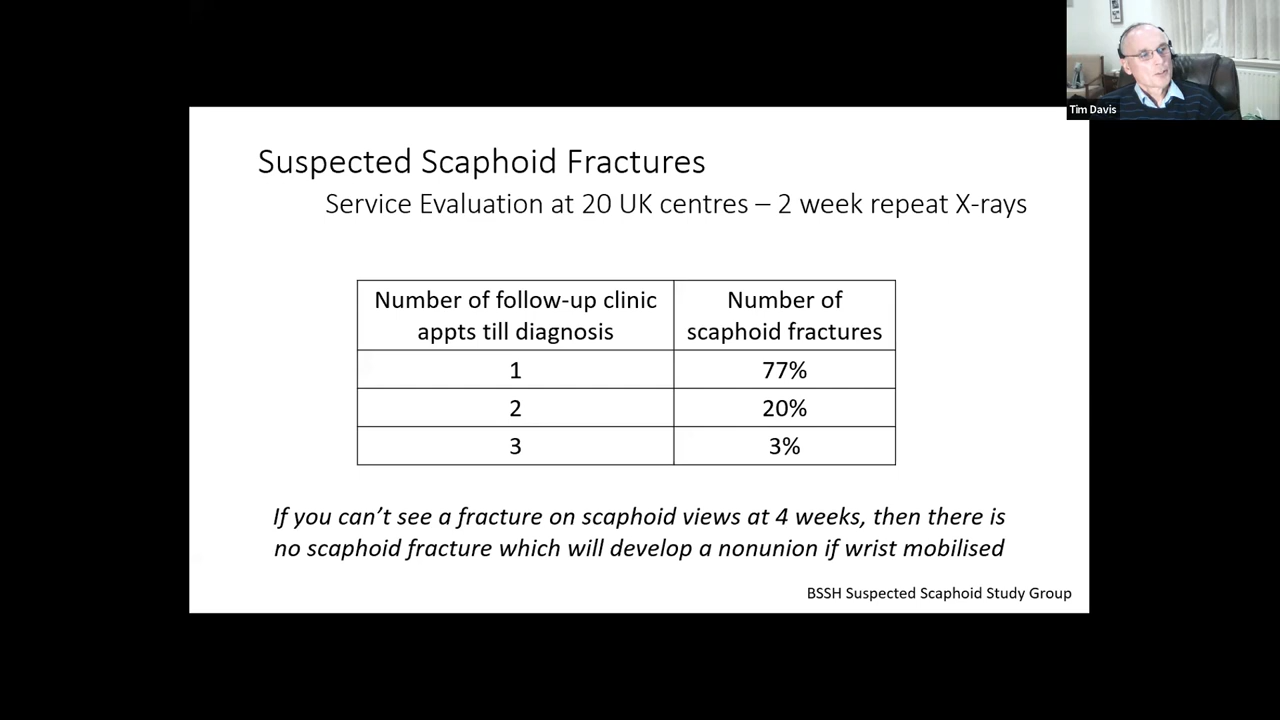 Tim Davis
Suspected Scaphoid Fractures
Service Evaluation at 20 UK centres – 2 week repeat X-rays
Number of follow-up clinic
appts till diagnosis
Number of
scaphoid fractures
1
77%
2
20%
3
3%
If you can’t see a fracture on scaphoid views at 4 weeks, then there is
no scaphoid fracture which will develop a nonunion if wrist mobilised
BSSH Suspected Scaphoid Study Group